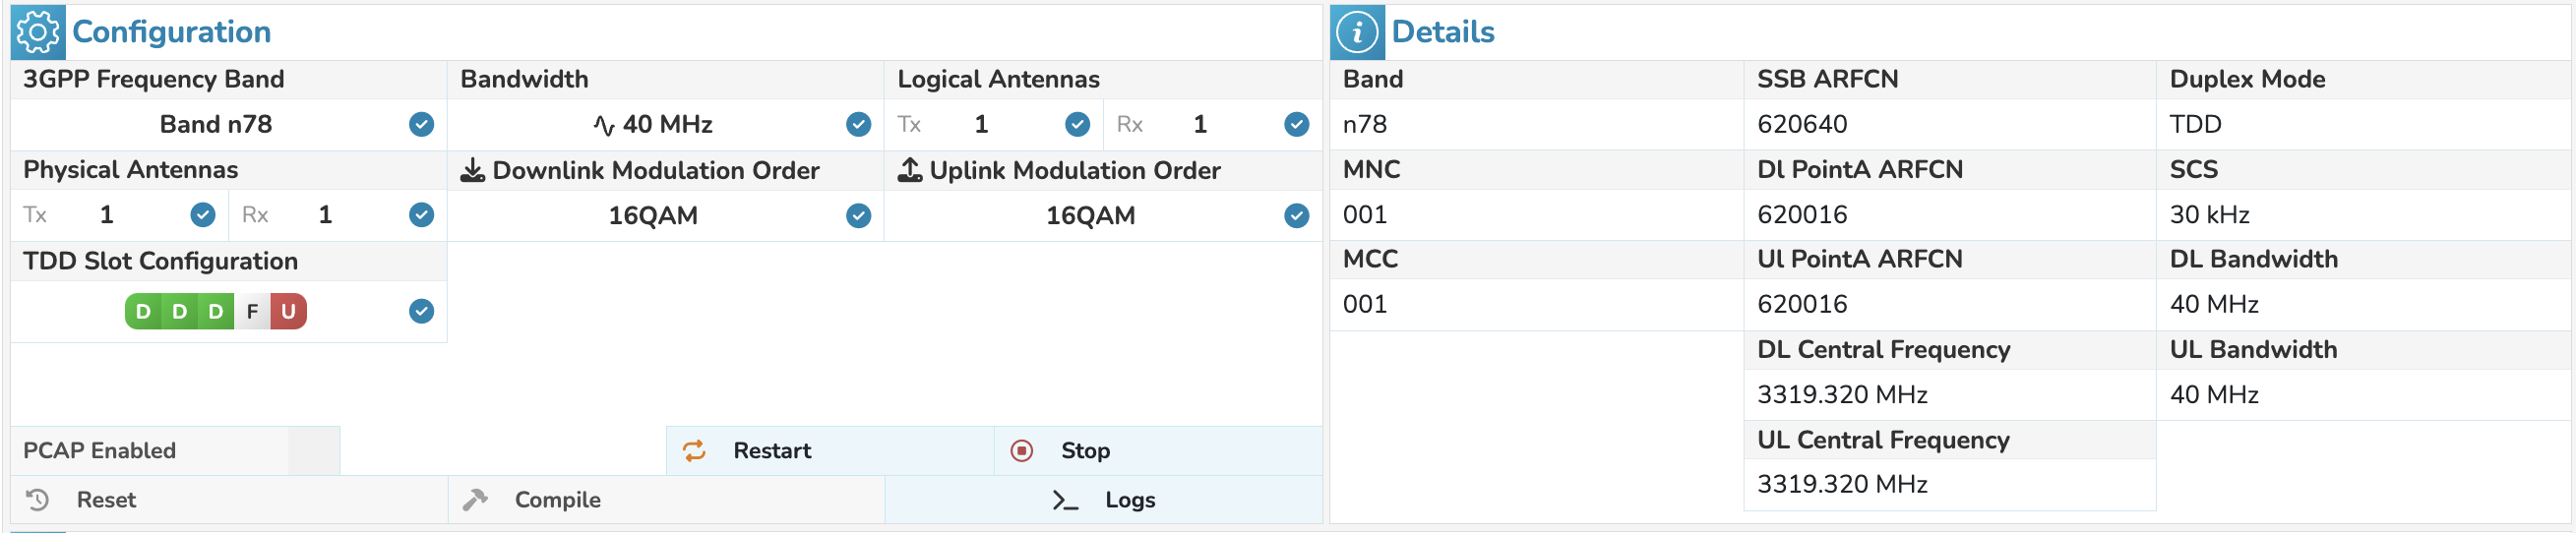 Configuration
3GPP Frequency Band
Bandwidth
Logical Antennas
Band n78
40 MHz
Tx 1
Rx 1
Physical Antennas
Downlink Modulation Order
Uplink Modulation Order
Tx 1
Rx 1
16QAM
16QAM
TDD Slot Configuration
D D D F U
PCAP Enabled
Restart
Stop
Reset
Compile
Logs
Details
Band
SSB ARFCN
Duplex Mode
n78
620640
TDD
MNC
Dl PointA ARFCN
SCS
001
620016
30 kHz
MCC
Ul PointA ARFCN
DL Bandwidth
001
620016
40 MHz
DL Central Frequency
UL Bandwidth
3319.320 MHz
40 MHz
UL Central Frequency
3319.320 MHz